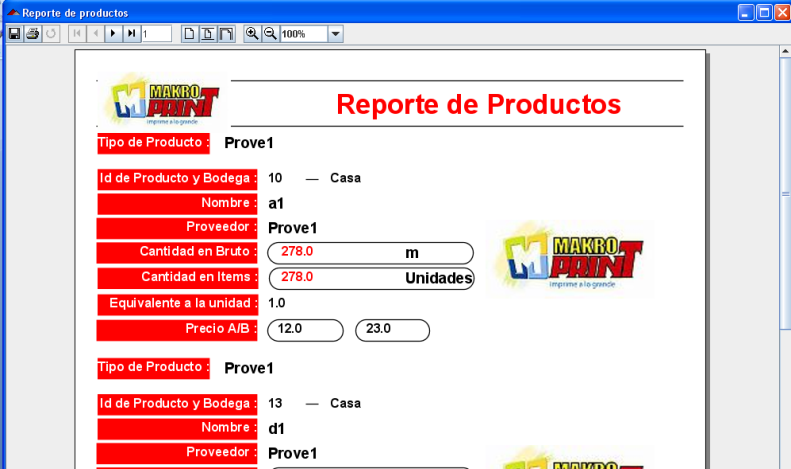 Reporte de productos
1
100%
MAKRO PRINT
imprime a lo grande
Reporte de Productos
Tipo de Producto : Prove1
Id de Producto y Bodega : 10 — Casa
Nombre : a1
Proveedor : Prove1
Cantidad en Bruto : 278.0 m
Cantidad en Items : 278.0 Unidades
MAKRO PRINT
imprime a lo grande
Equivalente a la unidad : 1.0
Precio A/B : 12.0 23.0
Tipo de Producto : Prove1
Id de Producto y Bodega : 13 — Casa
Nombre : d1
Proveedor : Prove1
MAKRO